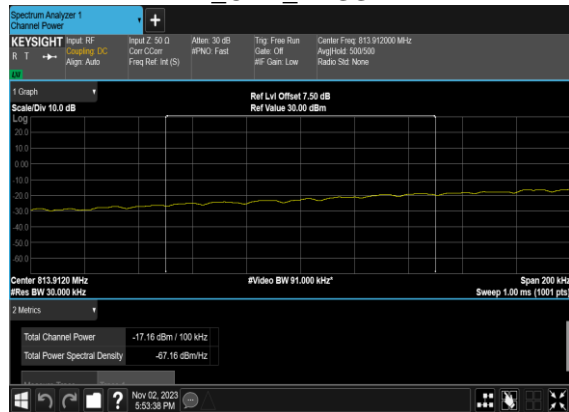 Spectrum Analyzer 1
Channel Power
+
KEYSIGHT
R T
LXI
Input: RF
Coupling: DC
Align: Auto
Input Z: 50 Ω
Corr CCorr
Freq Ref: Int (S)
Atten: 30 dB
#PNO: Fast
Trig: Free Run
Gate: Off
#IF Gain: Low
Center Freq: 813.912000 MHz
Avg|Hold: 500/500
Radio Std: None
1 Graph
Scale/Div 10.0 dB
Ref Lvl Offset 7.50 dB
Ref Value 30.00 dBm
Log
20.0
10.0
0.00
-10.0
-20.0
-30.0
-40.0
-50.0
-60.0
Center 813.9120 MHz
#Video BW 91.000 kHz*
Span 200 kHz
#Res BW 30.000 kHz
Sweep 1.00 ms (1001 pts)
2 Metrics
Total Channel Power -17.16 dBm / 100 kHz
Total Power Spectral Density -67.16 dBm/Hz
?
Nov 02, 2023
5:53:38 PM